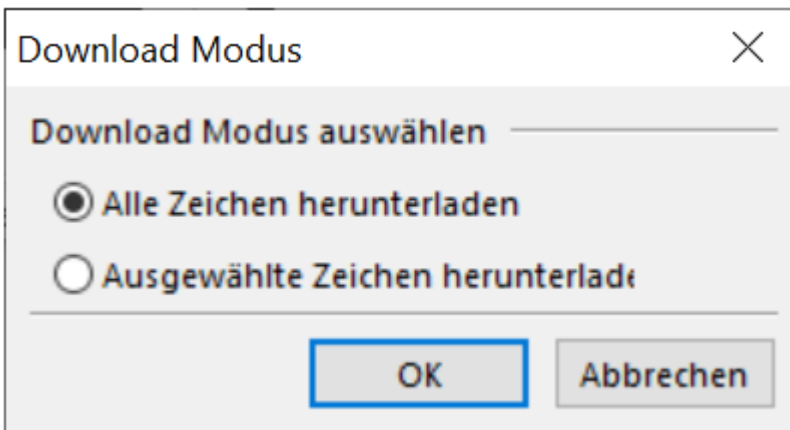 Download Modus
Download Modus auswählen
Alle Zeichen herunterladen
Ausgewählte Zeichen herunterlade
OK Abbrechen